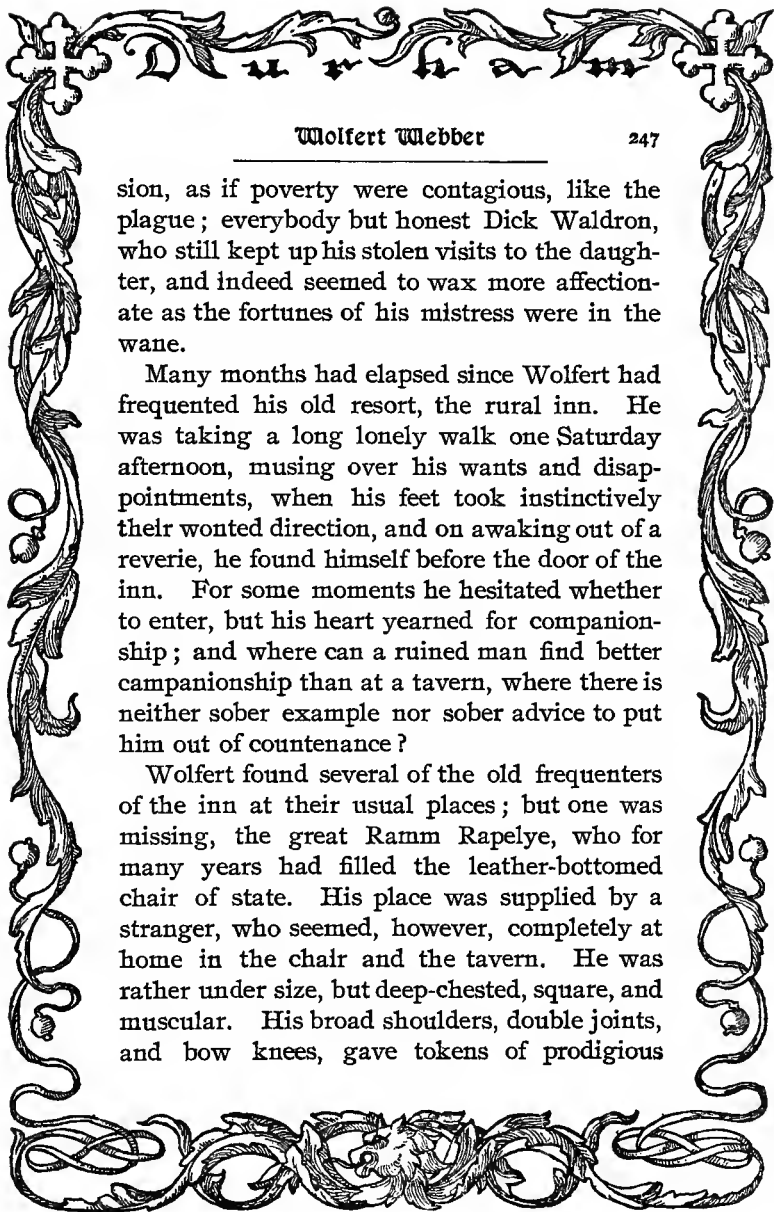 Durham
Wolfert Webber 247
sion, as if poverty were contagious, like the
plague ; everybody but honest Dick Waldron,
who still kept up his stolen visits to the daugh-
ter, and indeed seemed to wax more affection-
ate as the fortunes of his mistress were in the
wane.
Many months had elapsed since Wolfert had
frequented his old resort, the rural inn. He
was taking a long lonely walk one Saturday
afternoon, musing over his wants and disap-
pointments, when his feet took instinctively
their wonted direction, and on awaking out of a
reverie, he found himself before the door of the
inn. For some moments he hesitated whether
to enter, but his heart yearned for companion-
ship ; and where can a ruined man find better
campanionship than at a tavern, where there is
neither sober example nor sober advice to put
him out of countenance ?
Wolfert found several of the old frequenters
of the inn at their usual places ; but one was
missing, the great Ramm Rapelye, who for
many years had filled the leather-bottomed
chair of state. His place was supplied by a
stranger, who seemed, however, completely at
home in the chair and the tavern. He was
rather under size, but deep-chested, square, and
muscular. His broad shoulders, double joints,
and bow knees, gave tokens of prodigious